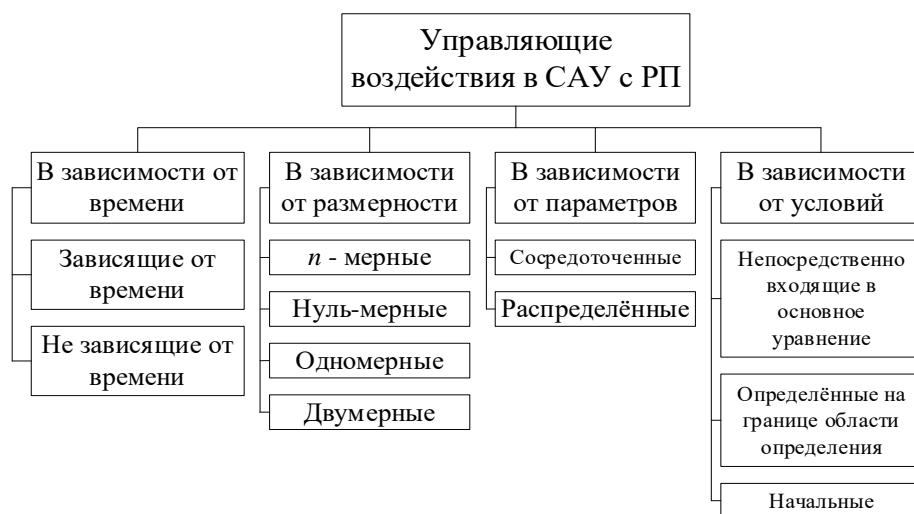 Управляющие
воздействия в САУ с РП
В зависимости от
времени
Зависящие от
времени
Не зависящие от
времени
В зависимости
от размерности
n - мерные
Нуль-мерные
Одномерные
Двумерные
В зависимости
от параметров
Сосредоточенные
Распределённые
В зависимости
от условий
Непосредственно
входящие в
основное
уравнение
Определённые на
границе области
определения
Начальные